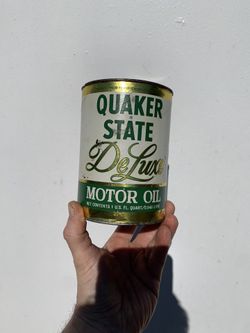 QUAKER
STATE
DeLuxe
MOTOR OIL
NET CONTENTS 1 U.S. FL. QUART